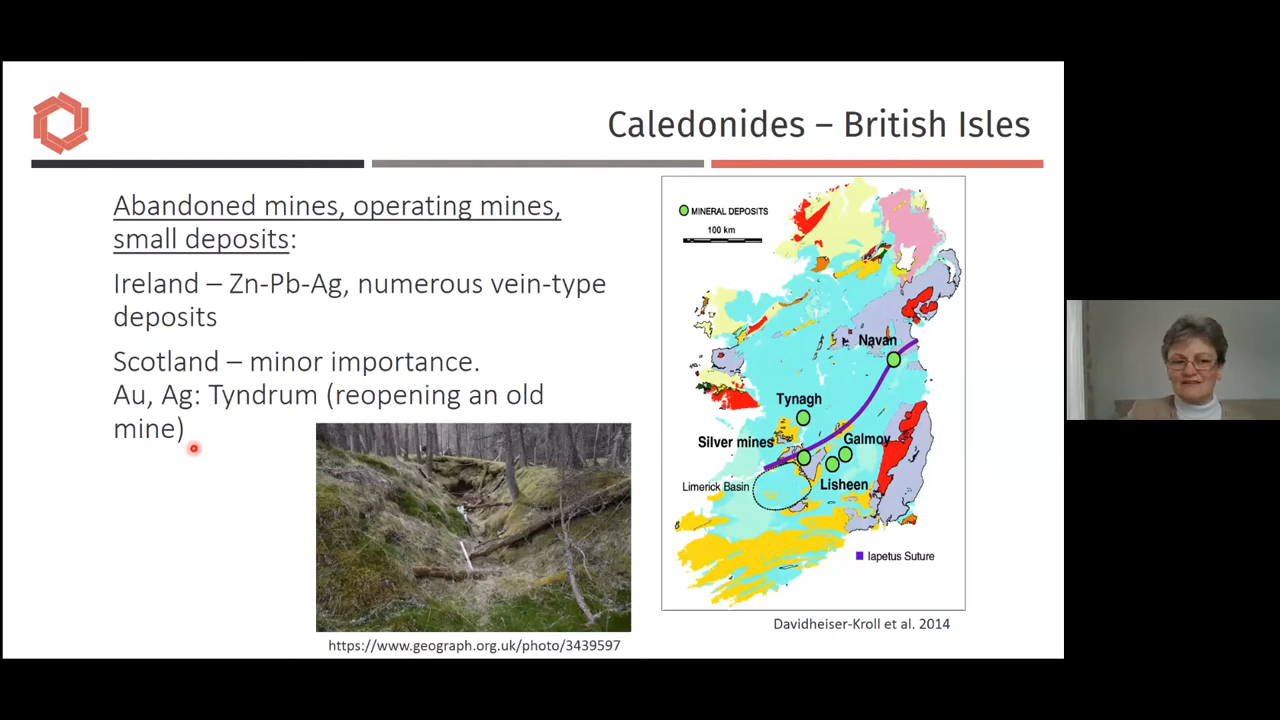 Caledonides – British Isles
Abandoned mines, operating mines,
small deposits:
Ireland – Zn-Pb-Ag, numerous vein-type
deposits
Scotland – minor importance.
Au, Ag: Tyndrum (reopening an old
mine)
https://www.geograph.org.uk/photo/3439597
MINERAL DEPOSITS
100 km
Navan
Tynagh
Silver mines
Galmoy
Limerick Basin
Lisheen
Iapetus Suture
Davidheiser-Kroll et al. 2014